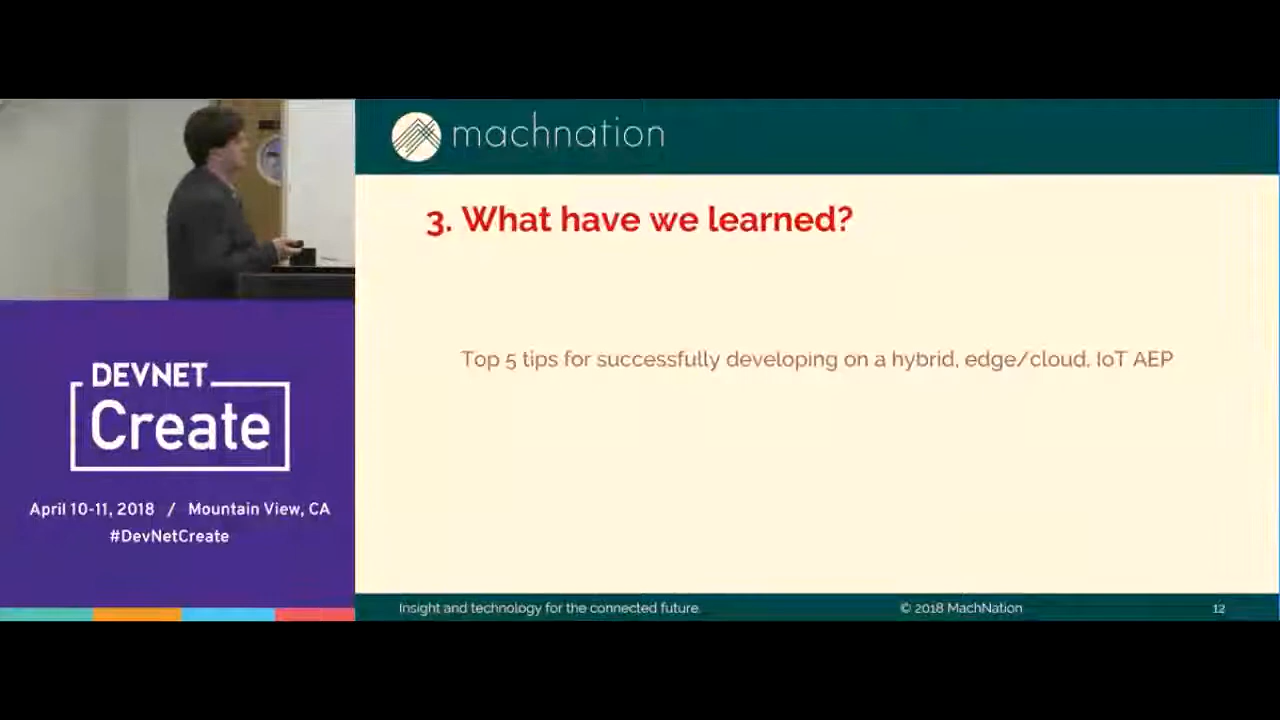 machnation
3. What have we learned?
Top 5 tips for successfully developing on a hybrid, edge/cloud, IoT AEP
DEVNET
Create
April 10-11, 2018 / Mountain View, CA
#DevNetCreate
Insight and technology for the connected future.
© 2018 MachNation
12